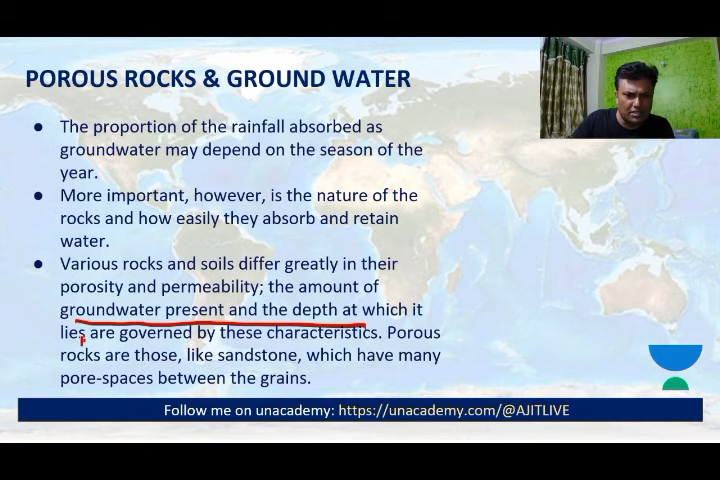 POROUS ROCKS & GROUND WATER
● The proportion of the rainfall absorbed as
groundwater may depend on the season of the
year.
● More important, however, is the nature of the
rocks and how easily they absorb and retain
water.
● Various rocks and soils differ greatly in their
porosity and permeability; the amount of
groundwater present and the depth at which it
lies are governed by these characteristics. Porous
rocks are those, like sandstone, which have many
pore-spaces between the grains.
Follow me on unacademy: https://unacademy.com/@AJITLIVE